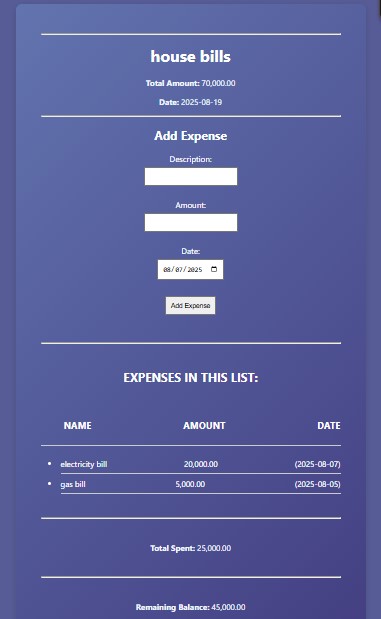 house bills
Total Amount: 70,000.00
Date: 2025-08-19
Add Expense
Description:
Amount:
Date:
08/07/2025
Add Expense
EXPENSES IN THIS LIST:
NAME AMOUNT DATE
• electricity bill 20,000.00 (2025-08-07)
• gas bill 5,000.00 (2025-08-05)
Total Spent: 25,000.00
Remaining Balance: 45,000.00